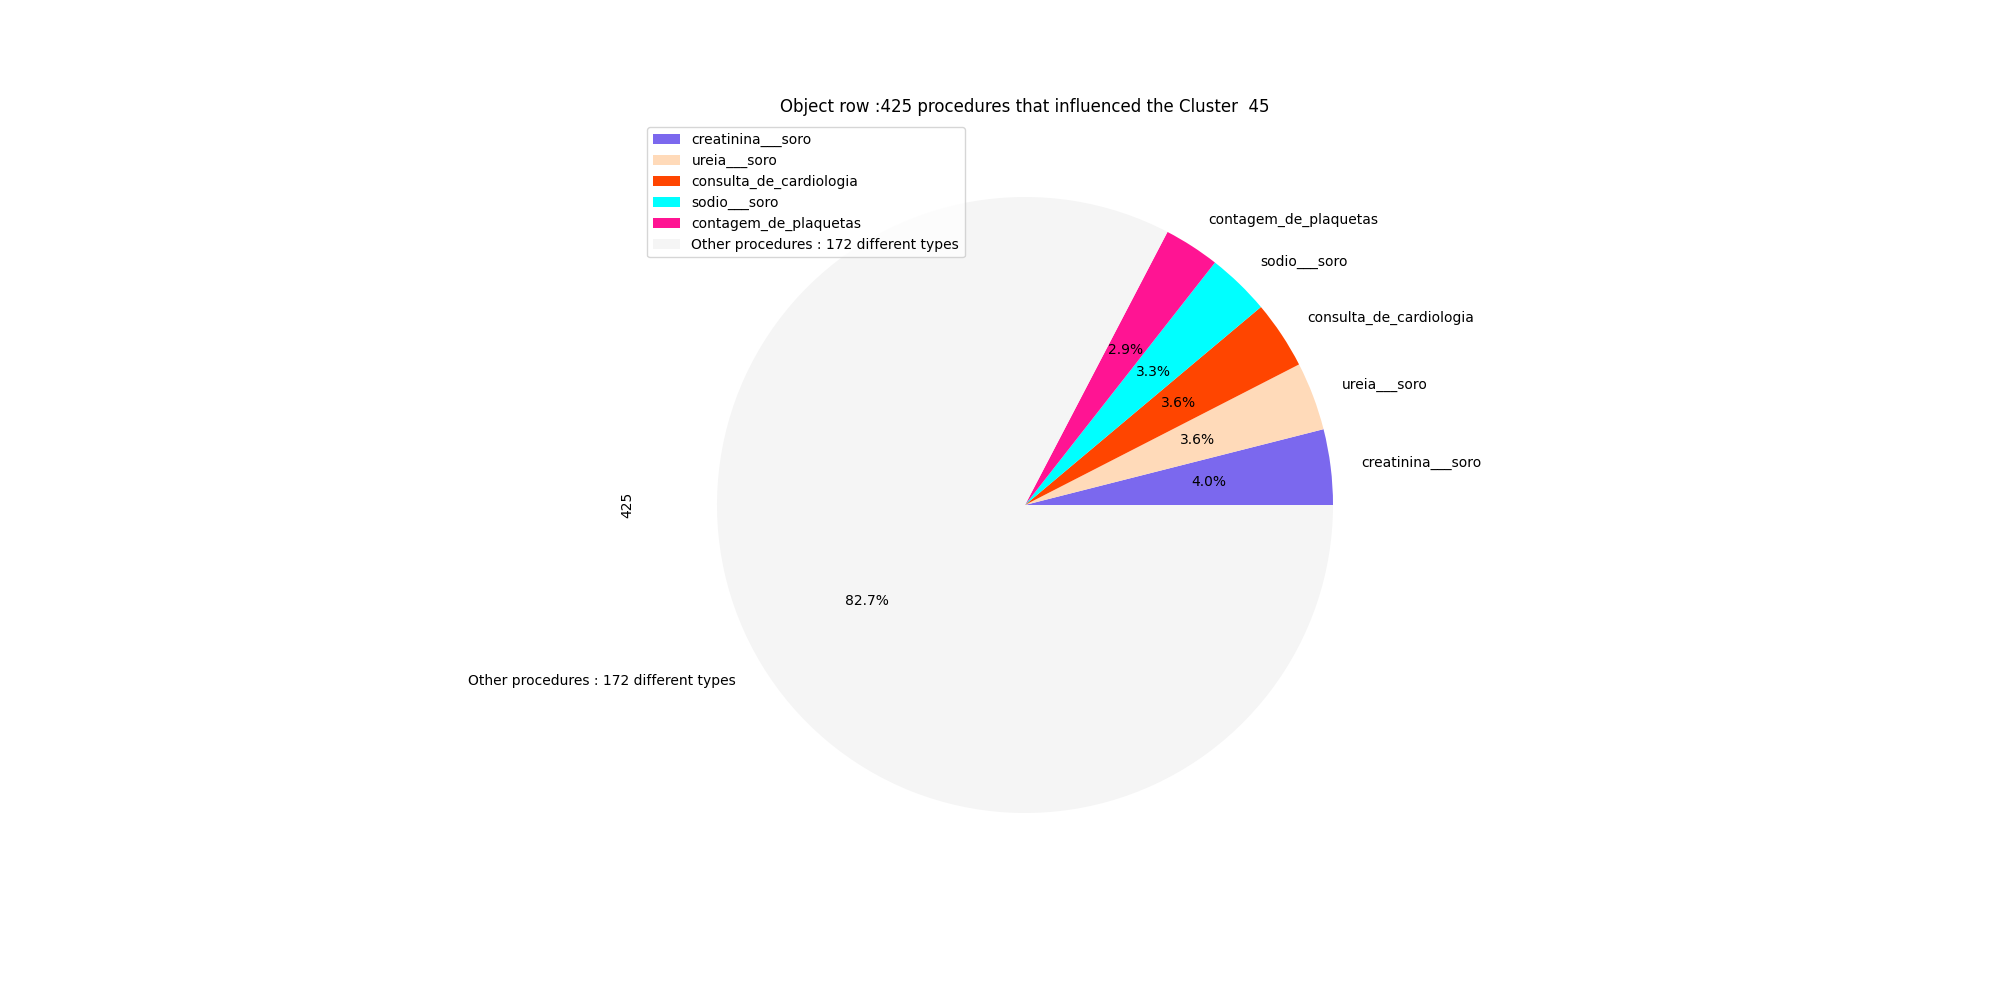 Object row :425 procedures that influenced the Cluster  45
creatinina___soro
ureia___soro
consulta_de_cardiologia
sodio___soro
contagem_de_plaquetas
Other procedures : 172 different types
contagem_de_plaquetas
sodio___soro
consulta_de_cardiologia
ureia___soro
creatinina___soro
2.9%
3.3%
3.6%
3.6%
4.0%
425
82.7%
Other procedures : 172 different types